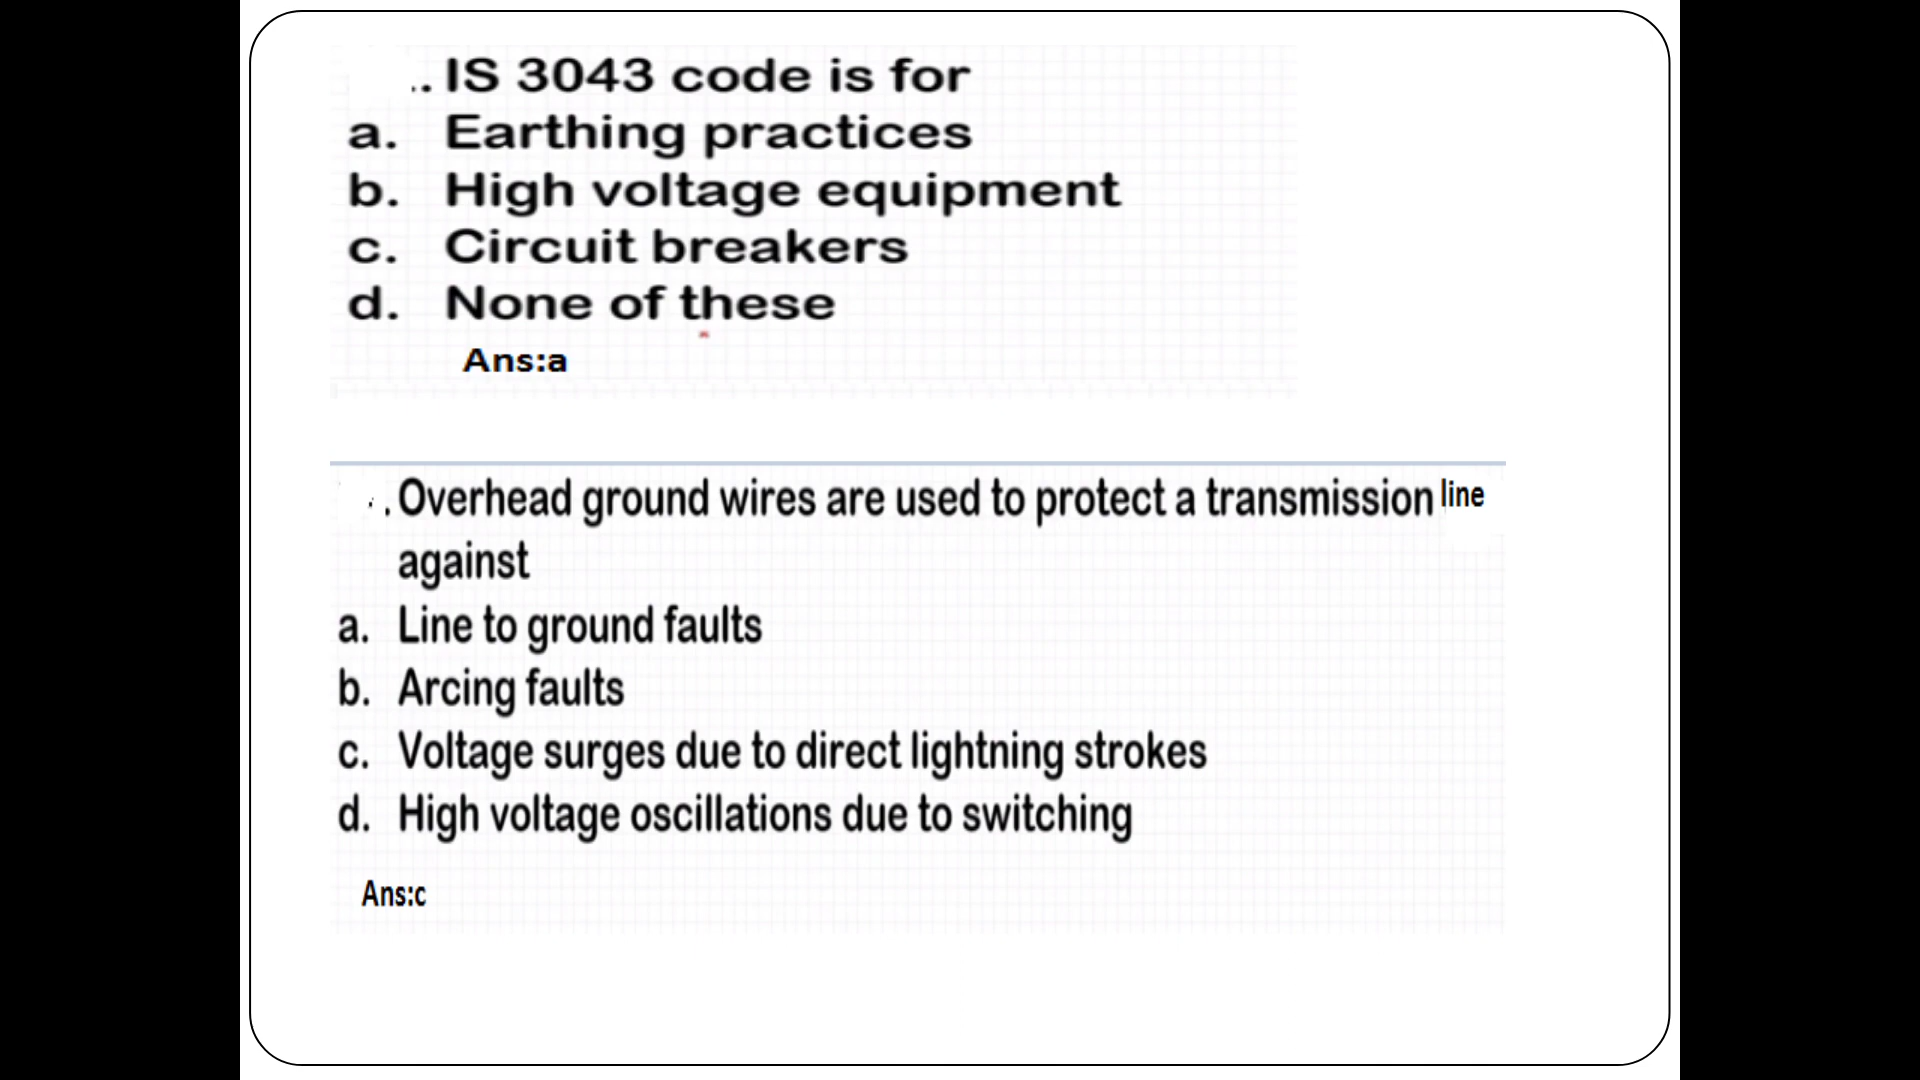 .. IS 3043 code is for
a. Earthing practices
b. High voltage equipment
c. Circuit breakers
d. None of these
Ans:a
. Overhead ground wires are used to protect a transmission line
against
a. Line to ground faults
b. Arcing faults
c. Voltage surges due to direct lightning strokes
d. High voltage oscillations due to switching
Ans:c